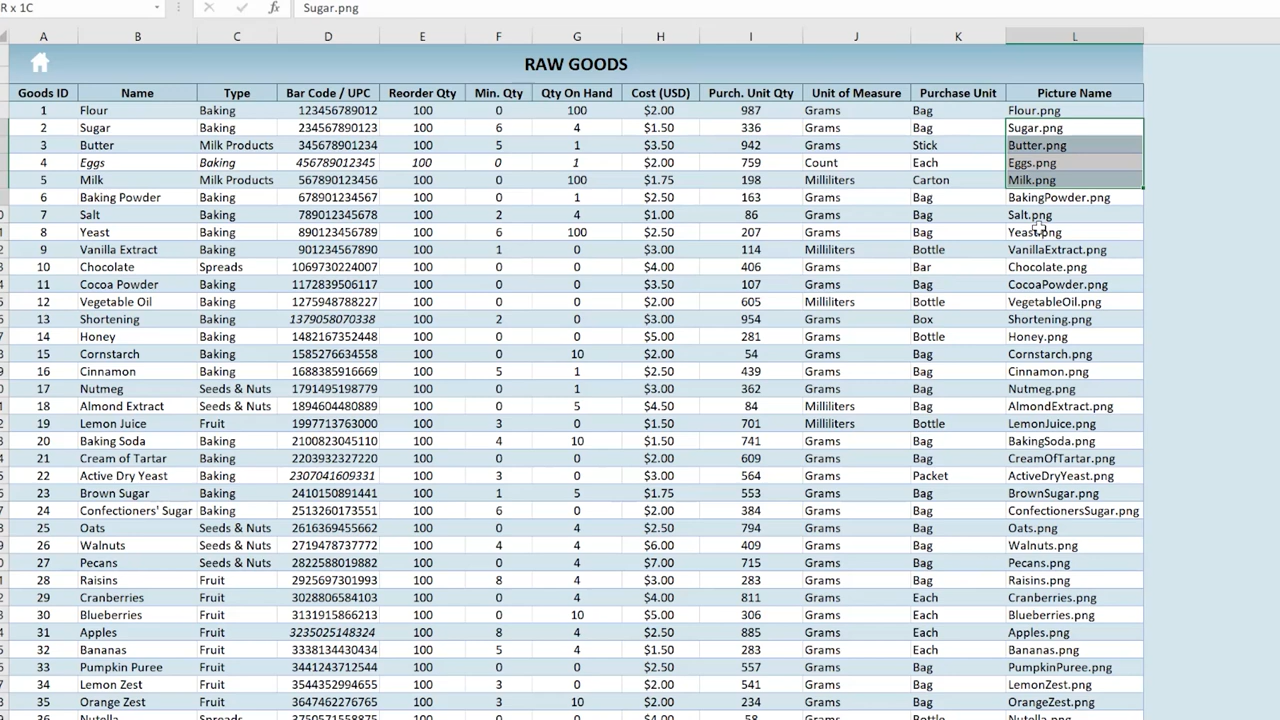 R x 1C fx Sugar.png
A B C D E F G H I J K L
RAW GOODS
Goods ID Name Type Bar Code / UPC Reorder Qty Min. Qty Qty On Hand Cost (USD) Purch. Unit Qty Unit of Measure Purchase Unit Picture Name
1 Flour Baking 123456789012 100 0 100 $2.00 987 Grams Bag Flour.png
2 Sugar Baking 234567890123 100 6 4 $1.50 336 Grams Bag Sugar.png
3 Butter Milk Products 345678901234 100 5 1 $3.50 942 Grams Stick Butter.png
4 Eggs Baking 456789012345 100 0 1 $2.00 759 Count Each Eggs.png
5 Milk Milk Products 567890123456 100 0 100 $1.75 198 Milliliters Carton Milk.png
6 Baking Powder Baking 678901234567 100 0 1 $2.50 163 Grams Bag BakingPowder.png
7 Salt Baking 789012345678 100 2 4 $1.00 86 Grams Bag Salt.png
8 Yeast Baking 890123456789 100 6 100 $2.50 207 Grams Bag Yeast.png
9 Vanilla Extract Baking 901234567890 100 1 0 $3.00 114 Milliliters Bottle VanillaExtract.png
10 Chocolate Spreads 1069730224007 100 0 0 $4.00 406 Grams Bar Chocolate.png
11 Cocoa Powder Baking 1172839506117 100 0 0 $3.50 107 Grams Bag CocoaPowder.png
12 Vegetable Oil Baking 1275948788227 100 0 0 $2.00 605 Milliliters Bottle VegetableOil.png
13 Shortening Baking 1379058070338 100 2 0 $3.00 954 Grams Box Shortening.png
14 Honey Baking 1482167352448 100 0 0 $5.00 281 Grams Bottle Honey.png
15 Cornstarch Baking 1585276634558 100 0 10 $2.00 54 Grams Bag Cornstarch.png
16 Cinnamon Baking 1688385916669 100 5 1 $2.50 439 Grams Bag Cinnamon.png
17 Nutmeg Seeds & Nuts 1791495198779 100 0 1 $3.00 362 Grams Bag Nutmeg.png
18 Almond Extract Seeds & Nuts 1894604480889 100 0 5 $4.50 84 Milliliters Bag AlmondExtract.png
19 Lemon Juice Fruit 1997713763000 100 3 0 $1.50 701 Milliliters Bottle LemonJuice.png
20 Baking Soda Baking 2100823045110 100 4 10 $1.50 741 Grams Bag BakingSoda.png
21 Cream of Tartar Baking 2203932327220 100 0 0 $2.00 609 Grams Bag CreamOfTartar.png
22 Active Dry Yeast Baking 2307041609331 100 3 0 $3.00 564 Grams Packet ActiveDryYeast.png
23 Brown Sugar Baking 2410150891441 100 1 5 $1.75 553 Grams Bag BrownSugar.png
24 Confectioners' Sugar Baking 2513260173551 100 6 0 $2.00 384 Grams Bag ConfectionersSugar.png
25 Oats Seeds & Nuts 2616369455662 100 0 4 $2.50 794 Grams Bag Oats.png
26 Walnuts Seeds & Nuts 2719478737772 100 4 4 $6.00 409 Grams Bag Walnuts.png
27 Pecans Seeds & Nuts 2822588019882 100 0 4 $7.00 715 Grams Bag Pecans.png
28 Raisins Fruit 2925697301993 100 8 4 $3.00 283 Grams Bag Raisins.png
29 Cranberries Fruit 3028806584103 100 0 4 $4.00 811 Grams Each Cranberries.png
30 Blueberries Fruit 3131915866213 100 0 10 $5.00 306 Grams Each Blueberries.png
31 Apples Fruit 3235025148324 100 8 4 $2.50 885 Grams Each Apples.png
32 Bananas Fruit 3338134430434 100 5 4 $1.50 283 Grams Each Bananas.png
33 Pumpkin Puree Fruit 3441243712544 100 0 0 $2.50 557 Grams Bag PumpkinPuree.png
34 Lemon Zest Fruit 3544352994655 100 3 0 $2.00 541 Grams Bag LemonZest.png
35 Orange Zest Fruit 3647462276765 100 3 10 $2.00 234 Grams Bag OrangeZest.png
36 Nutella Spreads 3750571558875 100 0 0 $4.00 58 Grams Bottle Nutella.png